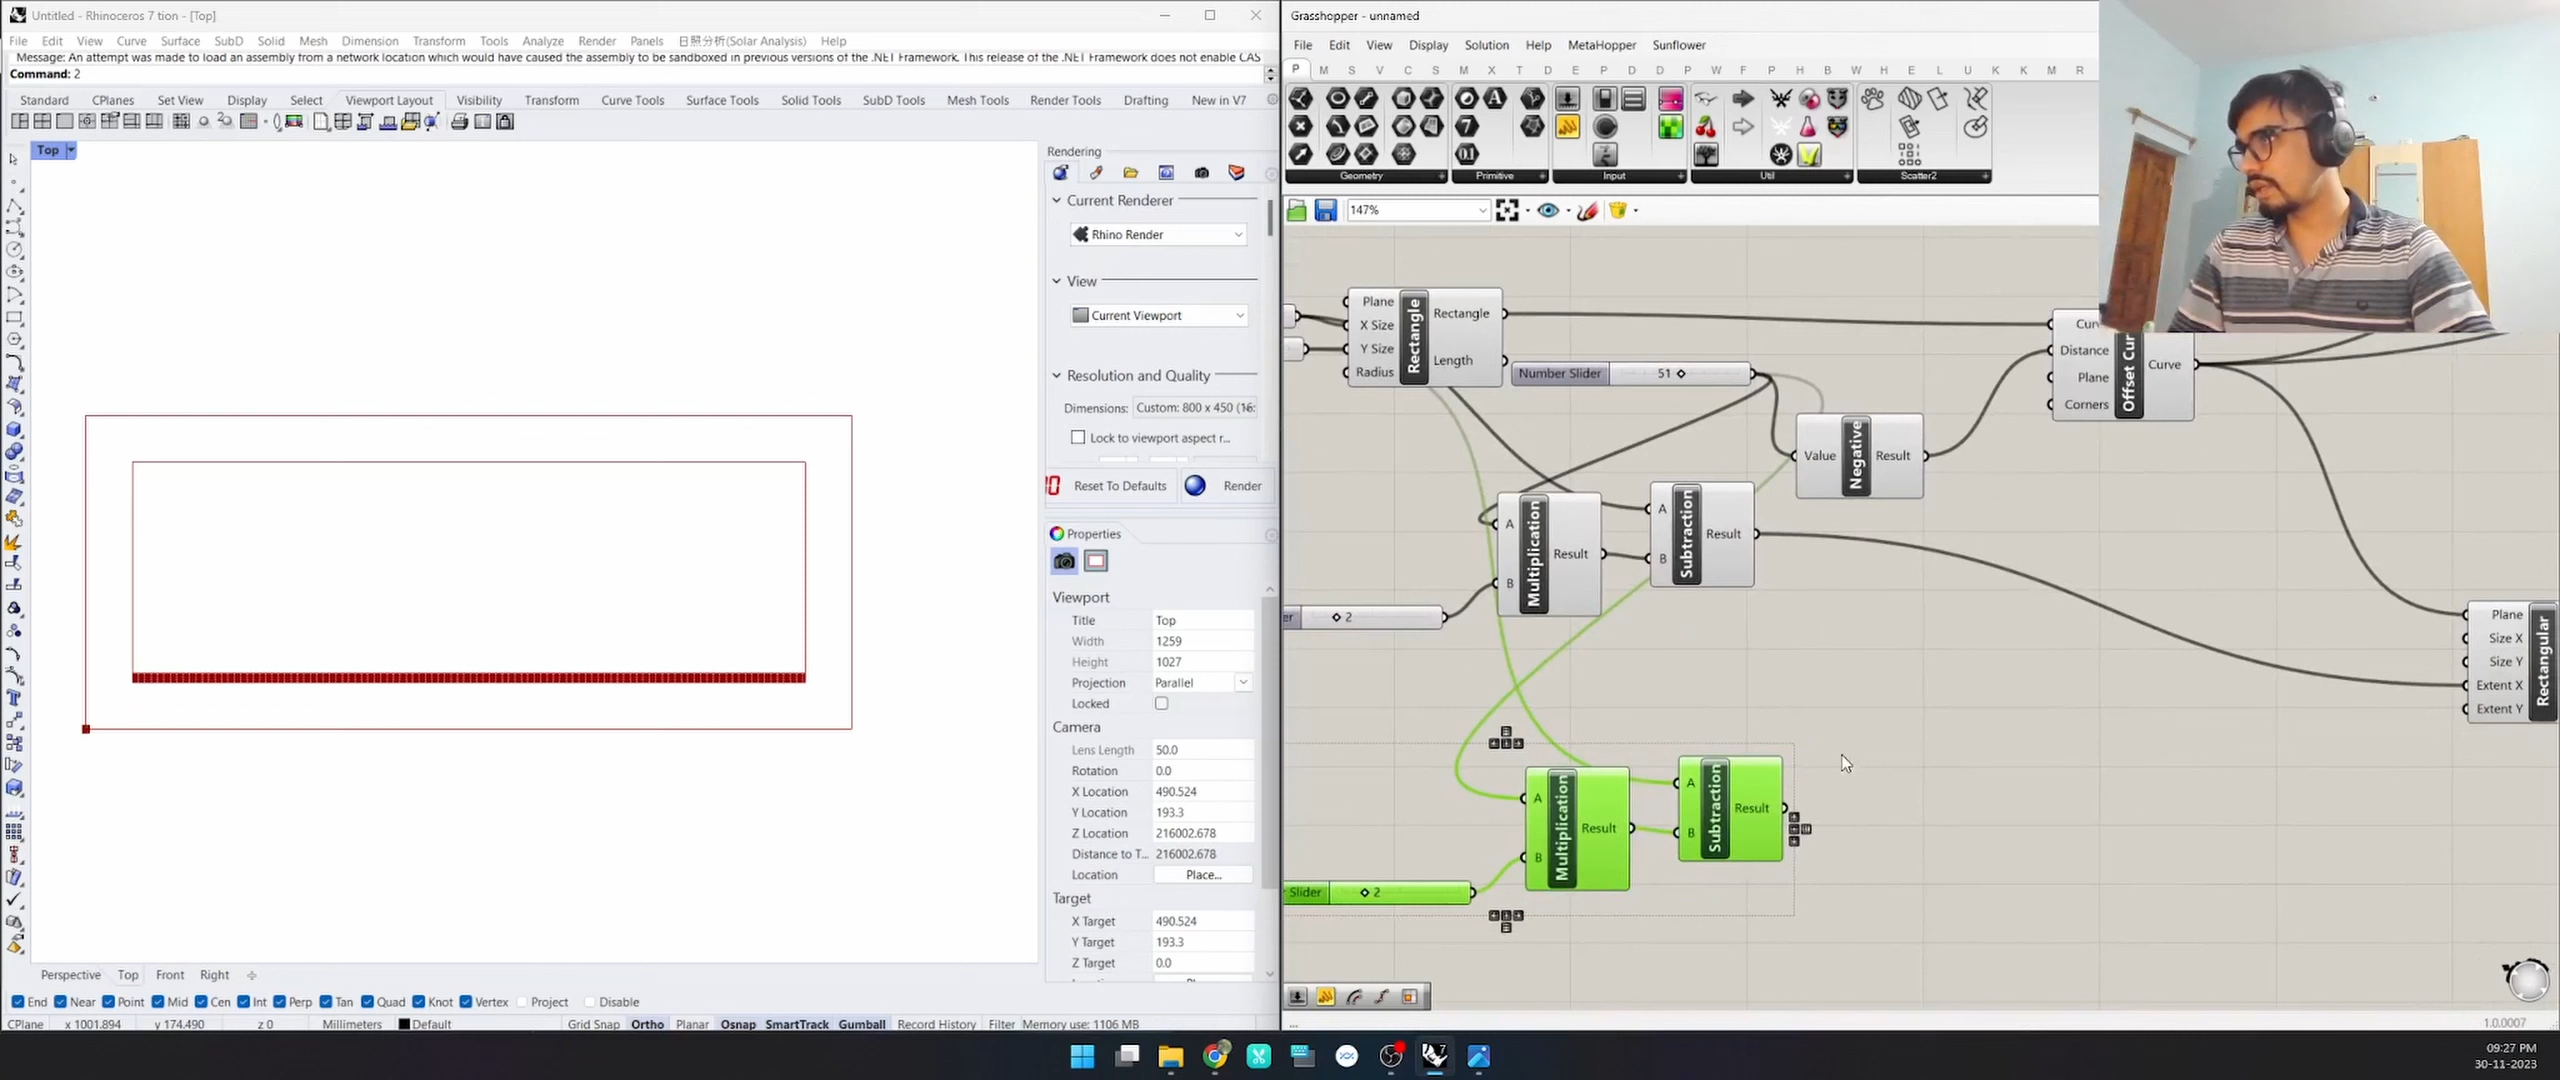 Untitled - Rhinoceros 7 tion - [Top]
File Edit View Curve Surface SubD Solid Mesh Dimension Transform Tools Analyze Render Panels 日照分析(Solar Analysis) Help
Message: An attempt was made to load an assembly from a network location which would have caused the assembly to be sandboxed in previous versions of the .NET Framework. This release of the .NET Framework does not enable CAS
Command: 2
Standard CPlanes Set View Display Select Viewport Layout Visibility Transform Curve Tools Surface Tools Solid Tools SubD Tools Mesh Tools Render Tools Drafting New in V7
Top
Rendering
Current Renderer
Rhino Render
View
Current Viewport
Resolution and Quality
Dimensions: Custom: 800 x 450 (16:
Lock to viewport aspect r...
Reset To Defaults Render
Properties
Viewport
Title Top
Width 1259
Height 1027
Projection Parallel
Locked
Camera
Lens Length 50.0
Rotation 0.0
X Location 490.524
Y Location 193.3
Z Location 216002.678
Distance to T... 216002.678
Location Place...
Target
X Target 490.524
Y Target 193.3
Z Target 0.0
Perspective Top Front Right
End Near Point Mid Cen Int Perp Tan Quad Knot Vertex Project Disable
CPlane x 1001.894 y 174.490 z 0 Millimeters Default Grid Snap Ortho Planar Osnap SmartTrack Gumball Record History Filter Memory use: 1106 MB
Grasshopper - unnamed
File Edit View Display Solution Help MetaHopper Sunflower
P M S V C S M X T D E P D D P W F T P H B W H E L U K K M R
Geometry Primitive Input Util Scatter2
147%
Plane
X Size
Y Size
Radius
Rectangle
Rectangle
Length
Number Slider 51
Value Negative Result
Curv
Distance
Plane
Corners
Offset Cur
Curve
A
B
Multiplication
Result
A
B
Subtraction
Result
er 2
Plane
Size X
Size Y
Extent X
Extent Y
Rectangular
A
B
Multiplication
Result
A
B
Subtraction
Result
Slider 2
1.0.0007
09:27 PM
30-11-2023